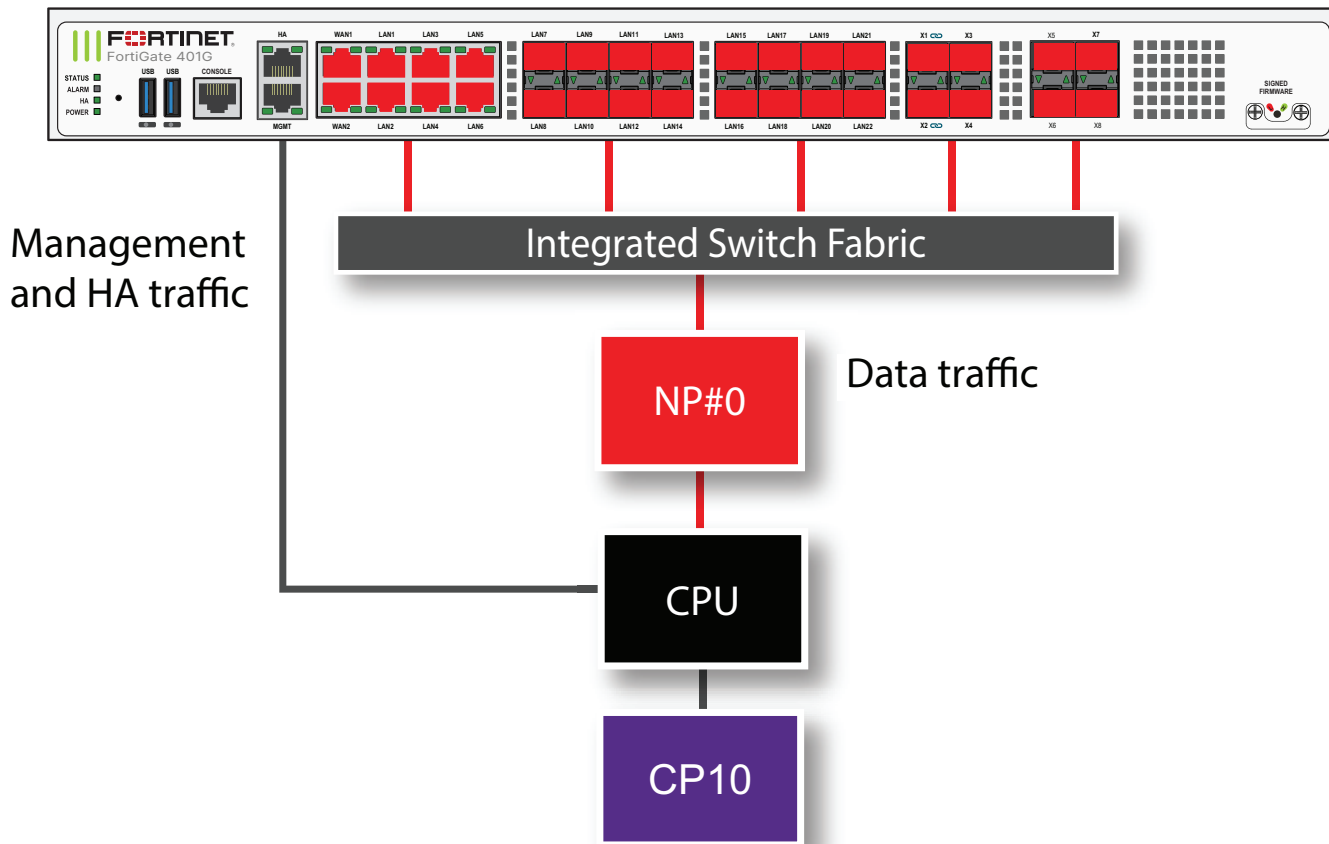 HA WAN1 LAN1 LAN3 LAN5 LAN7 LAN9 LAN11 LAN13 LAN15 LAN17 LAN19 LAN21 X1 X3 X5 X7
FORTINET
FortiGate 401G
USB USB CONSOLE
STATUS
ALARM
HA
POWER
SIGNED
FIRMWARE
MGMT WAN2 LAN2 LAN4 LAN6 LAN8 LAN10 LAN12 LAN14 LAN16 LAN18 LAN20 LAN22 X2 X4 X6 X8
Management
and HA traffic
Integrated Switch Fabric
NP#0
Data traffic
CPU
CP10